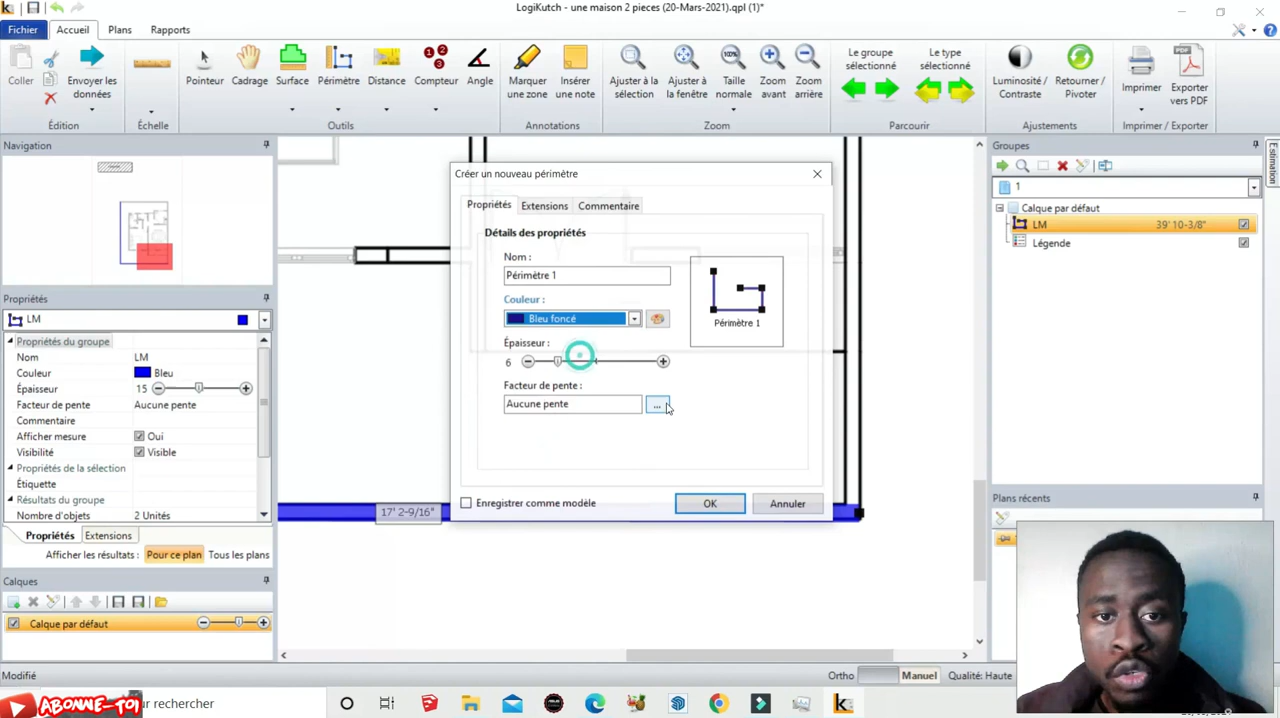 LogiKutch - une maison 2 pieces (20-Mars-2021).qpl (1)*
Fichier
Accueil
Plans
Rapports
Coller
Envoyer les données
Édition
Échelle
Pointeur
Cadrage
Surface
Périmètre
Distance
Compteur
Angle
Outils
Marquer une zone
Insérer une note
Annotations
Ajuster à la sélection
Ajuster à la fenêtre
100%
Taille normale
Zoom avant
Zoom arrière
Zoom
Le groupe sélectionné
Le type sélectionné
Parcourir
Luminosité / Contraste
Retourner / Pivoter
Ajustements
Imprimer
PDF
Exporter vers PDF
Imprimer / Exporter
Navigation
Propriétés
LM
Propriétés du groupe
Nom LM
Couleur Bleu
Épaisseur 15
Facteur de pente Aucune pente
Commentaire
Afficher mesure Oui
Visibilité Visible
Propriétés de la sélection
Étiquette
Résultats du groupe
Nombre d'objets 2 Unités
Propriétés Extensions
Afficher les résultats : Pour ce plan Tous les plans
Calques
Calque par défaut
Créer un nouveau périmètre
Propriétés Extensions Commentaire
Détails des propriétés
Nom :
Périmètre 1
Couleur :
Bleu foncé
Épaisseur :
6
Facteur de pente :
Aucune pente
...
Périmètre 1
Enregistrer comme modèle
OK
Annuler
17' 2-9/16"
Groupes
1
Calque par défaut
LM 39' 10-3/8"
Légende
Estimation
Plans récents
Modifié
Ortho
Manuel
Qualité: Haute
ABONNE-TOI
rechercher